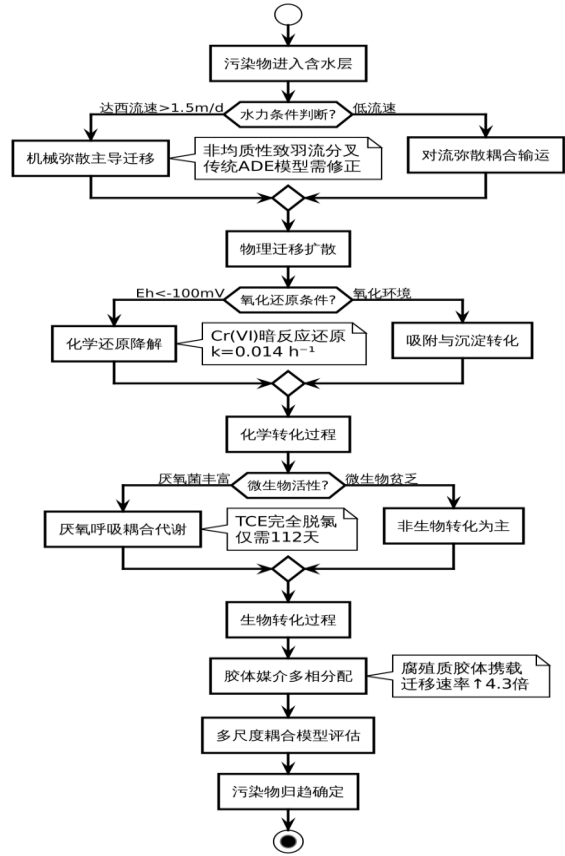 污染物进入含水层
达西流速>1.5m/d
水力条件判断?
低流速
机械弥散主导迁移
非均质性致羽流分叉
传统ADE模型需修正
对流弥散耦合输运
物理迁移扩散
Eh<-100mV
氧化还原条件?
氧化环境
化学还原降解
Cr(VI)暗反应还原
k=0.014 h⁻¹
吸附与沉淀转化
化学转化过程
厌氧菌丰富
微生物活性?
微生物贫乏
厌氧呼吸耦合代谢
TCE完全脱氯
仅需112天
非生物转化为主
生物转化过程
胶体媒介多相分配
腐殖质胶体携载
迁移速率↑4.3倍
多尺度耦合模型评估
污染物归趋确定